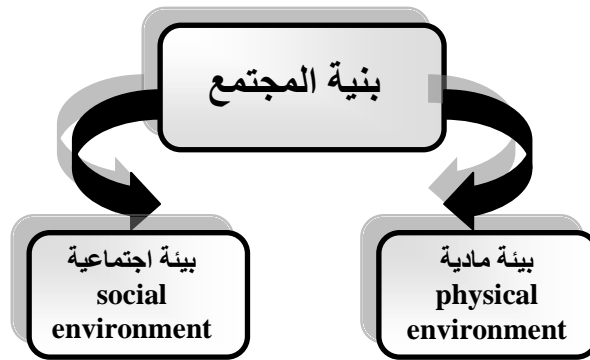 بنية المجتمع
بيئة مادية
physical
environment
بيئة اجتماعية
social
environment